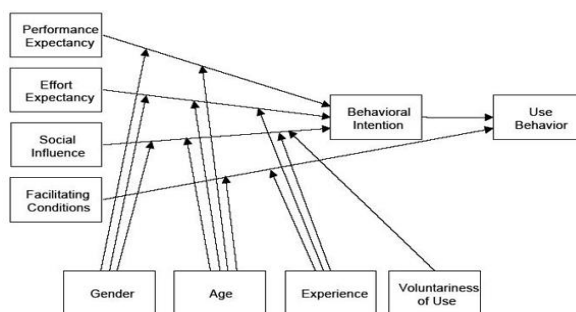 Performance
Expectancy
Effort
Expectancy
Social
Influence
Facilitating
Conditions
Behavioral
Intention
Use
Behavior
Gender
Age
Experience
Voluntariness
of Use